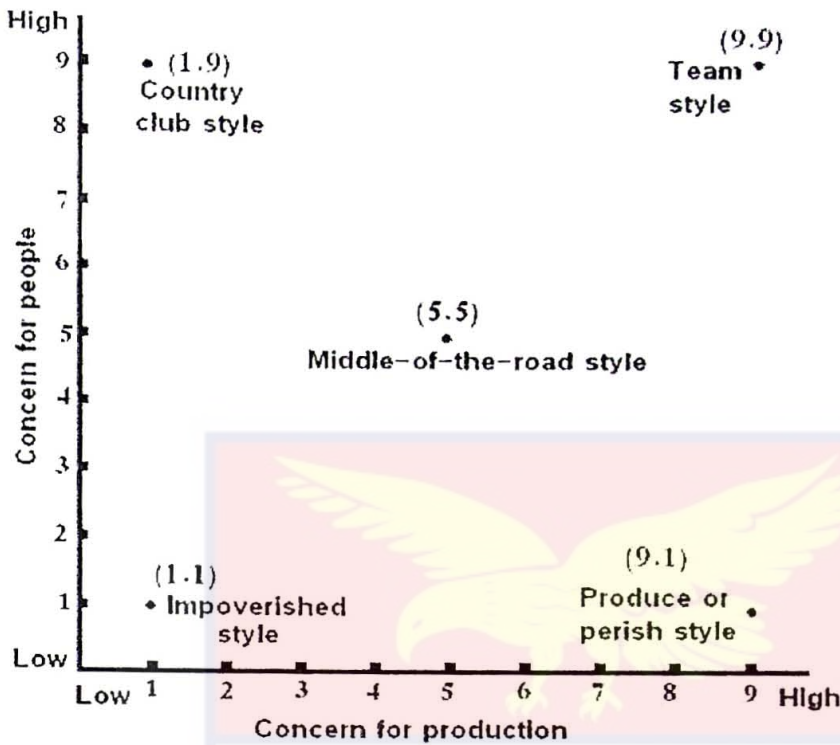 High
9
(1.9)
Country
club style
(9.9)
Team
style
8
7
6
Concern for people
5
(5.5)
Middle-of-the-road style
4
3
2
(1.1)
1
Impoverished
style
(9.1)
Produce or
perish style
Low
Low 1 2 3 4 5 6 7 8 9 High
Concern for production